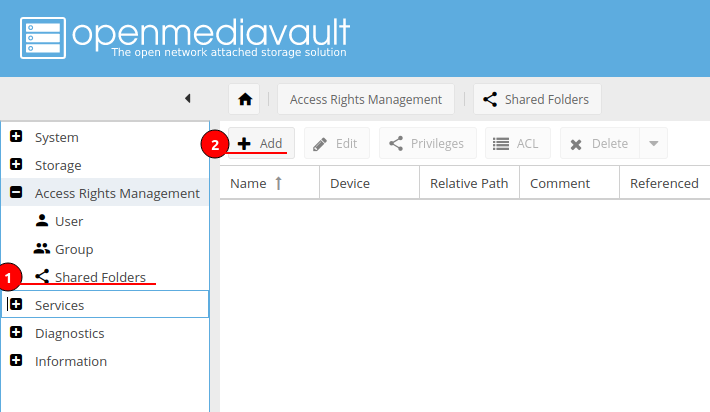 openmediavault
The open network attached storage solution
Access Rights Management
Shared Folders
System
Storage
Access Rights Management
User
Group
1 Shared Folders
Services
Diagnostics
Information
2 Add Edit Privileges ACL Delete
Name Device Relative Path Comment Referenced